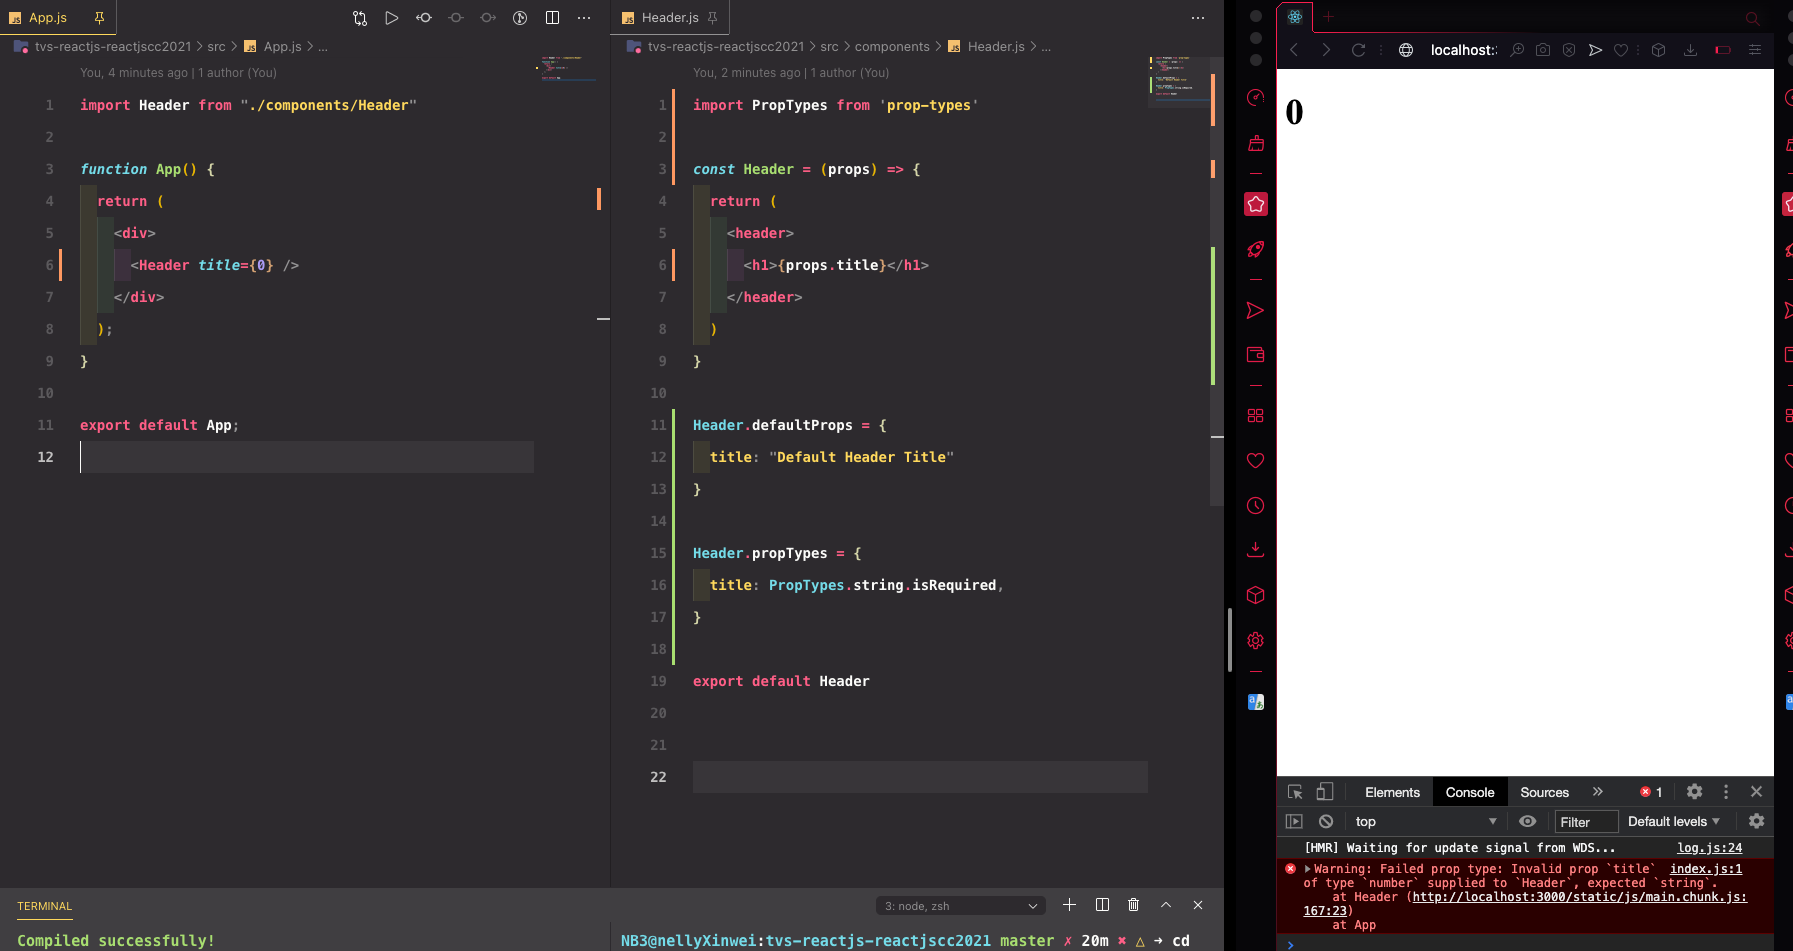 App.js
tvs-reactjs-reactjscc2021 > src > App.js > ...
You, 4 minutes ago | 1 author (You)
1 import Header from "./components/Header"
2
3 function App() {
4 return (
5 <div>
6 <Header title={0} />
7 </div>
8 );
9 }
10
11 export default App;
12
Header.js
tvs-reactjs-reactjscc2021 > src > components > Header.js > ...
You, 2 minutes ago | 1 author (You)
1 import PropTypes from 'prop-types'
2
3 const Header = (props) => {
4 return (
5 <header>
6 <h1>{props.title}</h1>
7 </header>
8 )
9 }
10
11 Header.defaultProps = {
12 title: "Default Header Title"
13 }
14
15 Header.propTypes = {
16 title: PropTypes.string.isRequired,
17 }
18
19 export default Header
20
21
22
TERMINAL
3: node, zsh
Compiled successfully!
NB3@nellyXinwei:tvs-reactjs-reactjscc2021 master ✗ 20m ✖ △ → cd
localhost:
0
Elements Console Sources » 1
top Filter Default levels
[HMR] Waiting for update signal from WDS... log.js:24
Warning: Failed prop type: Invalid prop `title` index.js:1
of type `number` supplied to `Header`, expected `string`.
at Header (http://localhost:3000/static/js/main.chunk.js:
167:23)
at App